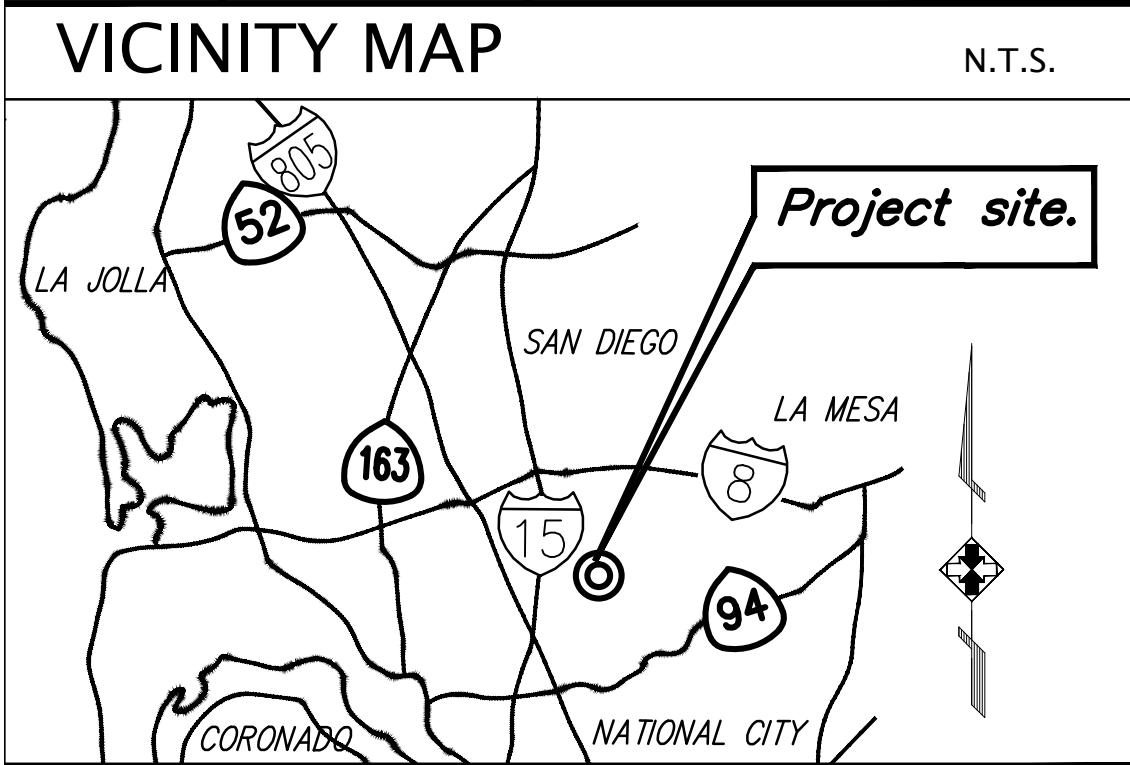 VICINITY MAP
N.T.S.
805
52
Project site.
LA JOLLA
SAN DIEGO
LA MESA
163
8
15
94
CORONADO
NATIONAL CITY